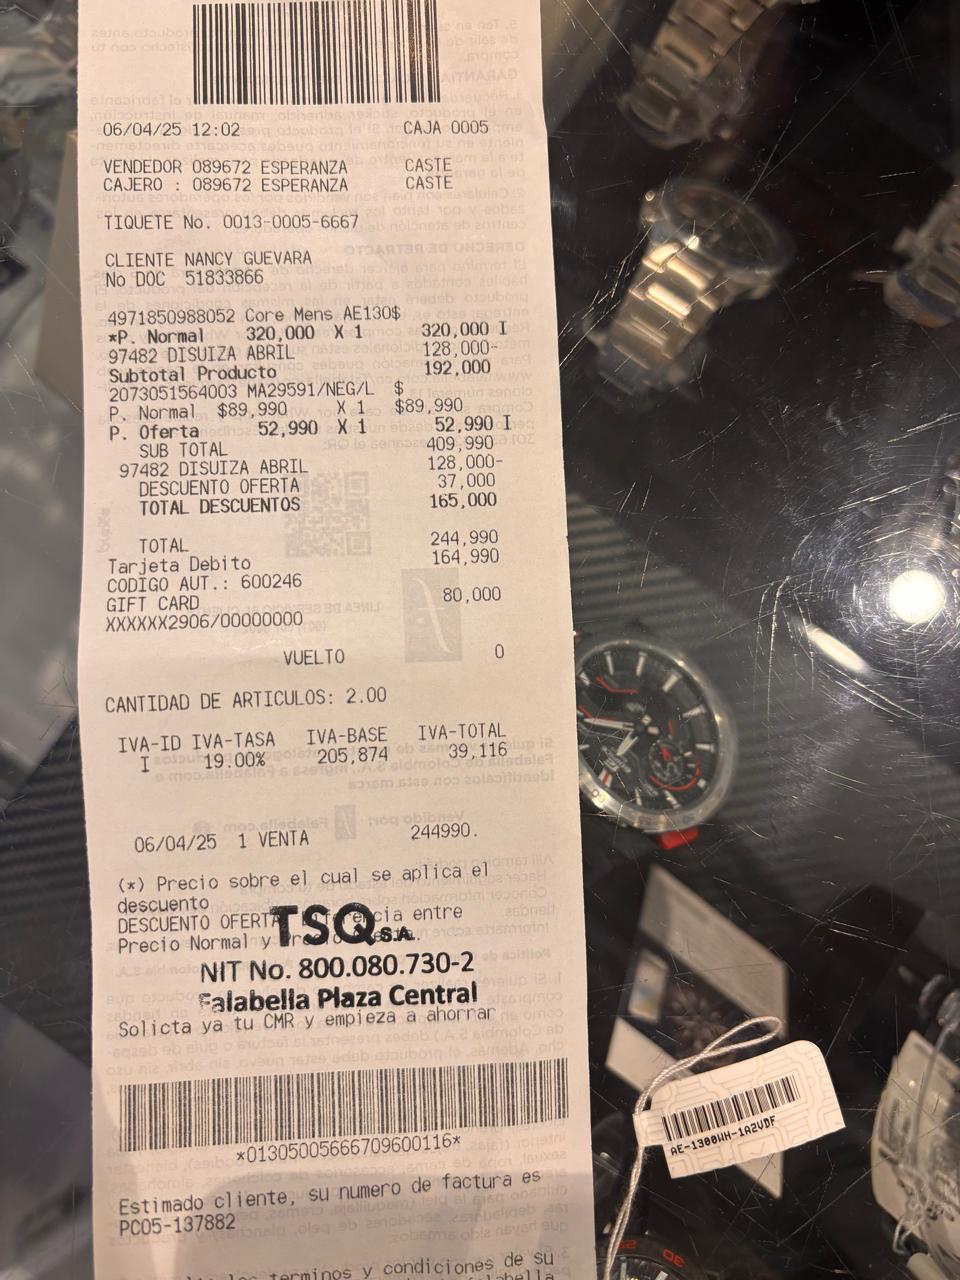 06/04/25 12:02 CAJA 0005
VENDEDOR 089672 ESPERANZA CASTE
CAJERO : 089672 ESPERANZA CASTE
TIQUETE No. 0013-0005-6667
CLIENTE NANCY GUEVARA
No DOC 51833866
4971850988052 Core Mens AE130$
*P. Normal 320,000 X 1 320,000 I
97482 DISUIZA ABRIL 128,000-
Subtotal Producto 192,000
2073051564003 MA29591/NEG/L $
P. Normal $89,990 X 1 $89,990
P. Oferta 52,990 X 1 52,990 I
SUB TOTAL 409,990
97482 DISUIZA ABRIL 128,000-
DESCUENTO OFERTA 37,000
TOTAL DESCUENTOS 165,000
TOTAL 244,990
Tarjeta Debito 164,990
CODIGO AUT.: 600246
GIFT CARD 80,000
XXXXXX2906/00000000
VUELTO 0
CANTIDAD DE ARTICULOS: 2.00
IVA-ID IVA-TASA IVA-BASE IVA-TOTAL
I 19.00% 205,874 39,116
06/04/25 1 VENTA 244990.
(*) Precio sobre el cual se aplica el
descuento
DESCUENTO OFERTA entre
Precio Normal y
TSQ S.A.
NIT No. 800.080.730-2
Falabella Plaza Central
Solicta ya tu CMR y empieza a ahorrar
*01305005666709600116*
Estimado cliente, su numero de factura es
PC05-137882
los terminos y condiciones de su
AE-1300WH-1A2VDF